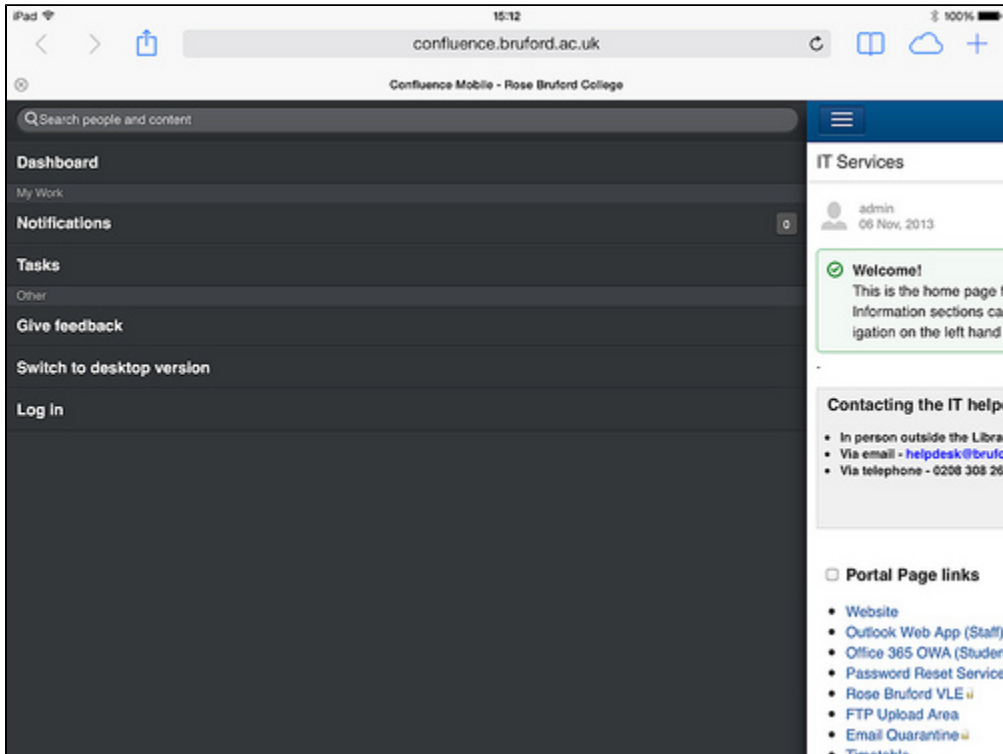 iPad 15:12 100%
confluence.bruford.ac.uk
Confluence Mobile - Rose Bruford College
Search people and content
Dashboard
My Work
Notifications 0
Tasks
Other
Give feedback
Switch to desktop version
Log in
IT Services
admin
06 Nov, 2013
Welcome!
This is the home page f
Information sections ca
igation on the left hand
-
Contacting the IT help
• In person outside the Libra
• Via email - helpdesk@brufo
• Via telephone - 0208 308 26
Portal Page links
• Website
• Outlook Web App (Staff)
• Office 365 OWA (Studen
• Password Reset Service
• Rose Bruford VLE
• FTP Upload Area
• Email Quarantine
• Timetable